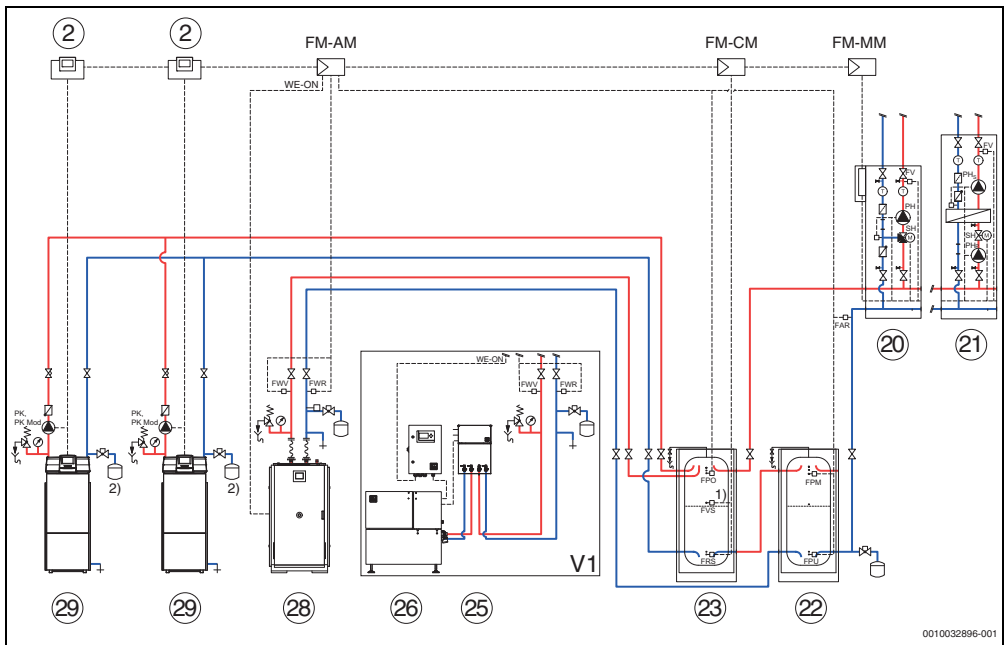 2
2
FM-AM
FM-CM
FM-MM
WE-ON
FV
FV
T
T
T
T
PHS
PH
SH
M
SH
M
PHS
FAR
20
21
WE-ON
FWV
FWR
FWV
FWR
PK,
PK Mod
PK,
PK Mod
2)
2)
FPO
FPM
FVS
1)
FRS
FPU
V1
29
29
28
26
25
23
22
0010032896-001